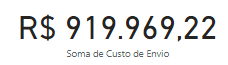 R$ 919.969,22
Soma de Custo de Envio